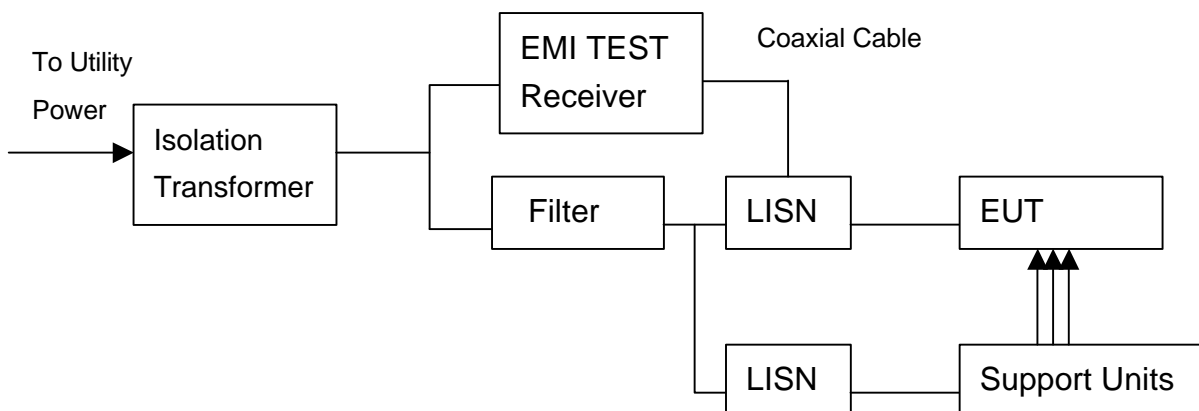 To Utility
Power
Isolation
Transformer
EMI TEST
Receiver
Coaxial Cable
Filter
LISN
EUT
LISN
Support Units